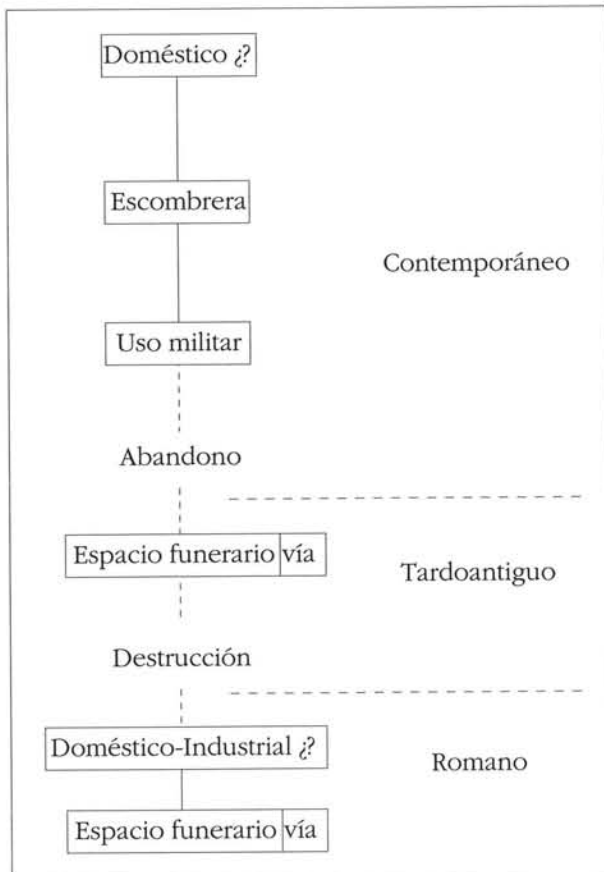 Doméstico ¿?
Escombrera
Contemporáneo
Uso militar
Abandono
Espacio funerario vía
Tardoantiguo
Destrucción
Doméstico-Industrial ¿?
Romano
Espacio funerario vía